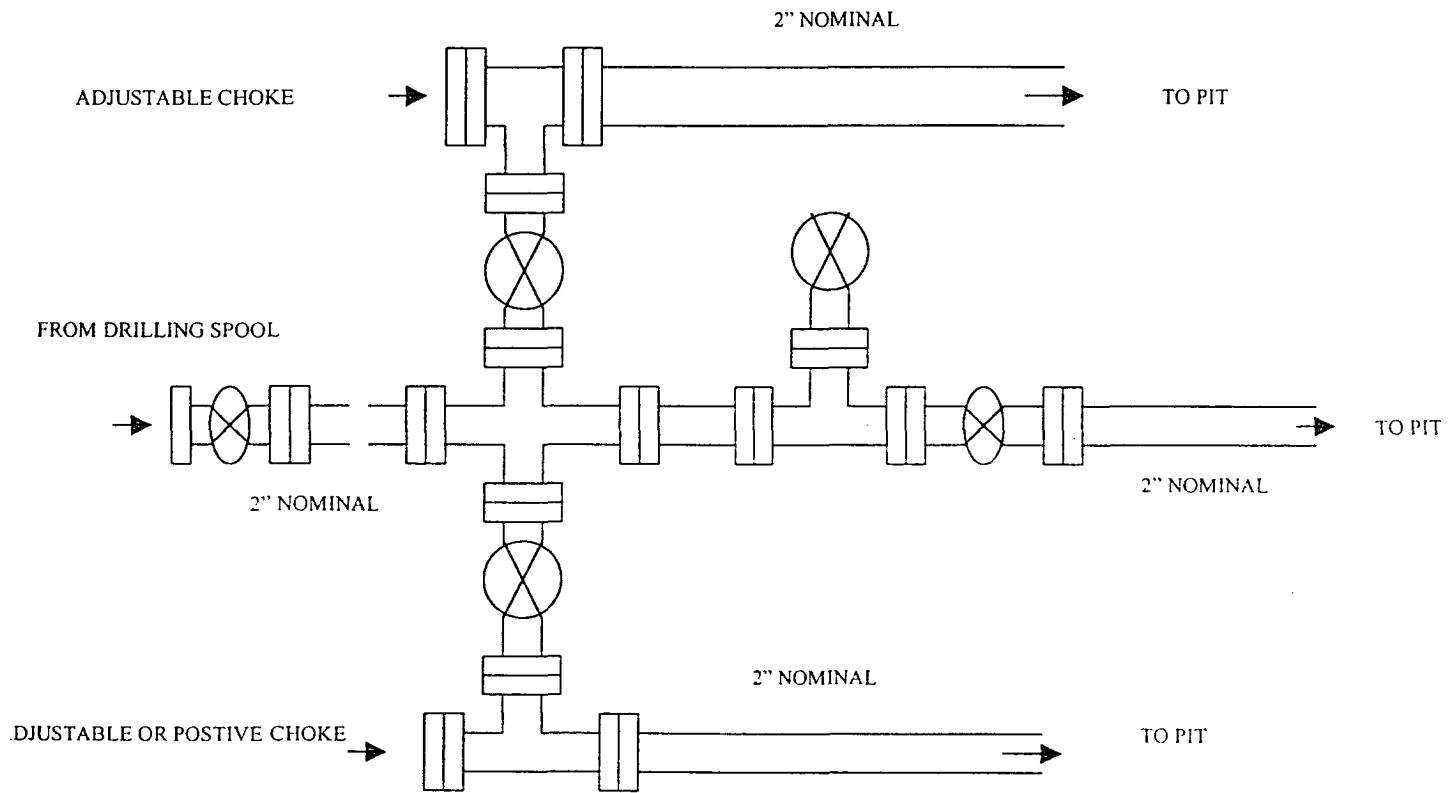 2” NOMINAL
ADJUSTABLE CHOKE
TO PIT
FROM DRILLING SPOOL
TO PIT
2” NOMINAL
2” NOMINAL
2” NOMINAL
DJUSTABLE OR POSTIVE CHOKE
TO PIT